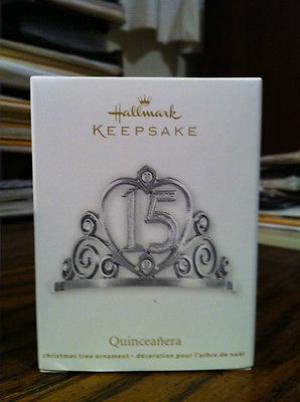 Hallmark
KEEPSAKE
15
Quinceañera
christmas tree ornament • décoration pour l'arbre de noël